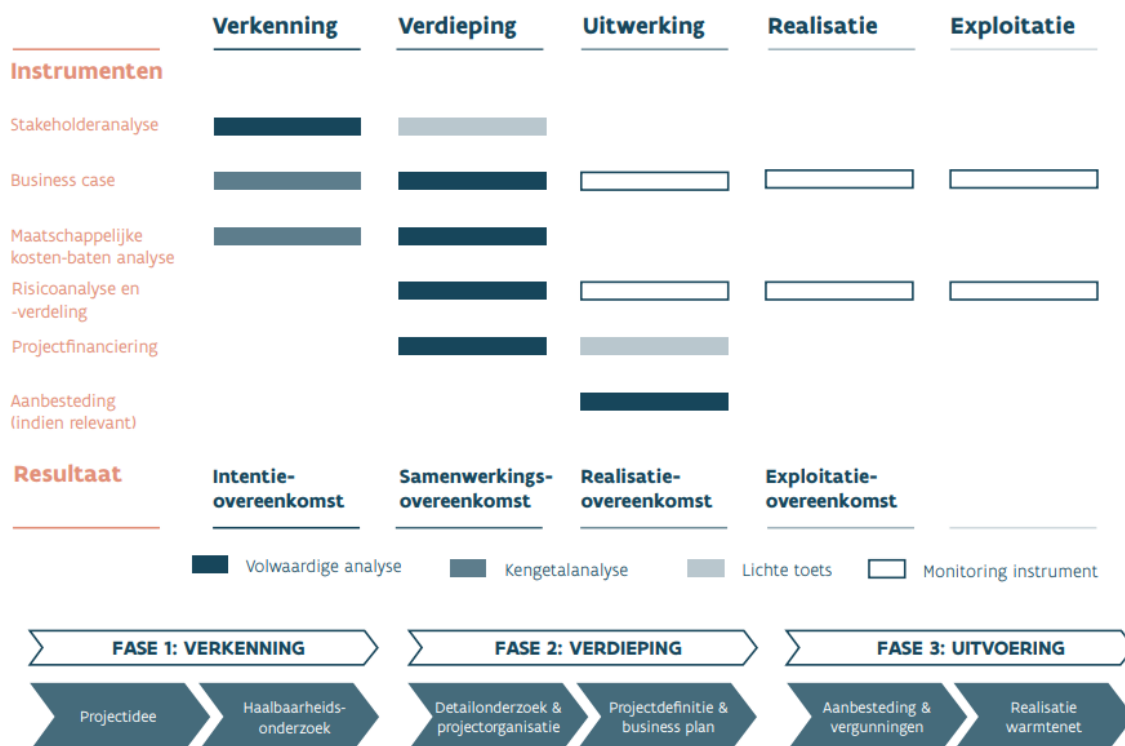 Verkenning Verdieping Uitwerking Realisatie Exploitatie
Instrumenten
Stakeholderanalyse
Business case
Maatschappelijke
kosten-baten analyse
Risicoanalyse en
-verdeling
Projectfinanciering
Aanbesteding
(indien relevant)
Resultaat
Intentie-
overeenkomst
Samenwerkings-
overeenkomst
Realisatie-
overeenkomst
Exploitatie-
overeenkomst
Volwaardige analyse
Kengetalanalyse
Lichte toets
Monitoring instrument
FASE 1: VERKENNING
FASE 2: VERDIEPING
FASE 3: UITVOERING
Projectidee
Haalbaarheids-
onderzoek
Detailonderzoek &
projectorganisatie
Projectdefinitie &
business plan
Aanbesteding &
vergunningen
Realisatie
warmtenet